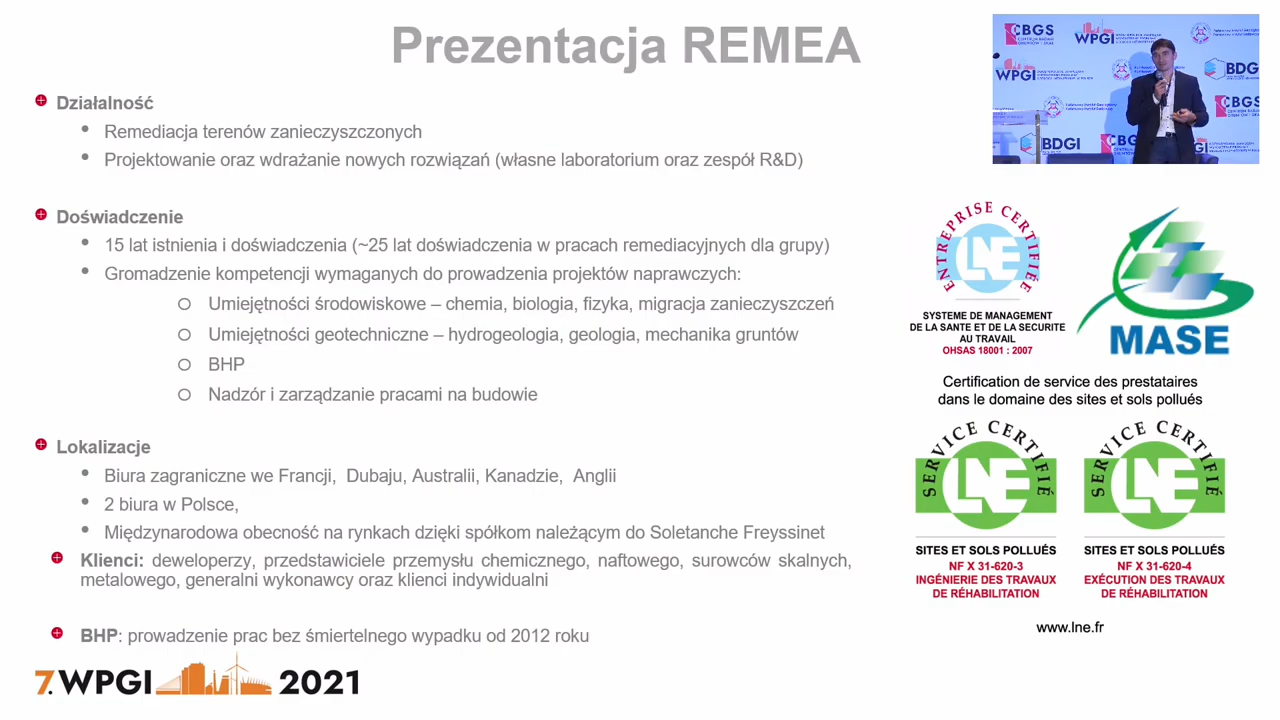 Prezentacja REMEA
Działalność
Remediacja terenów zanieczyszczonych
Projektowanie oraz wdrażanie nowych rozwiązań (własne laboratorium oraz zespół R&D)
Doświadczenie
15 lat istnienia i doświadczenia (~25 lat doświadczenia w pracach remediacyjnych dla grupy)
Gromadzenie kompetencji wymaganych do prowadzenia projektów naprawczych:
Umiejętności środowiskowe – chemia, biologia, fizyka, migracja zanieczyszczeń
Umiejętności geotechniczne – hydrogeologia, geologia, mechanika gruntów
BHP
Nadzór i zarządzanie pracami na budowie
Lokalizacje
Biura zagraniczne we Francji, Dubaju, Australii, Kanadzie, Anglii
2 biura w Polsce,
Międzynarodowa obecność na rynkach dzięki spółkom należącym do Soletanche Freyssinet
Klienci: deweloperzy, przedstawiciele przemysłu chemicznego, naftowego, surowców skalnych,
metalowego, generalni wykonawcy oraz klienci indywidualni
BHP: prowadzenie prac bez śmiertelnego wypadku od 2012 roku
7. WPGI 2021
CBGS
WPGI
WPGI
BDG
CBGS
BDGI
ENTREPRISE CERTIFIÉE
LNE
SYSTEME DE MANAGEMENT
DE LA SANTE ET DE LA SECURITE
AU TRAVAIL
OHSAS 18001 : 2007
MASE
Certification de service des prestataires
dans le domaine des sites et sols pollués
SERVICE CERTIFIÉ
LNE
SITES ET SOLS POLLUÉS
NF X 31-620-3
INGÉNIERIE DES TRAVAUX
DE RÉHABILITATION
SERVICE CERTIFIÉ
LNE
SITES ET SOLS POLLUÉS
NF X 31-620-4
EXÉCUTION DES TRAVAUX
DE RÉHABILITATION
www.lne.fr